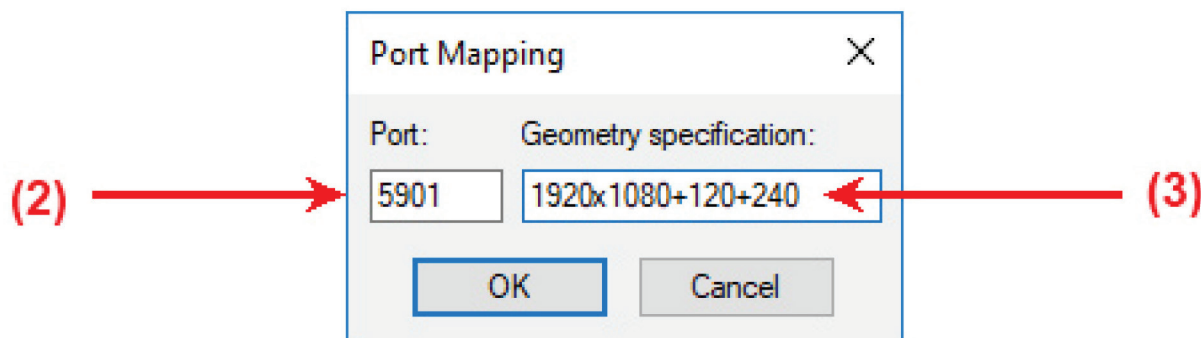 Port Mapping
Port: Geometry specification:
(2) 5901 1920x1080+120+240 (3)
OK Cancel